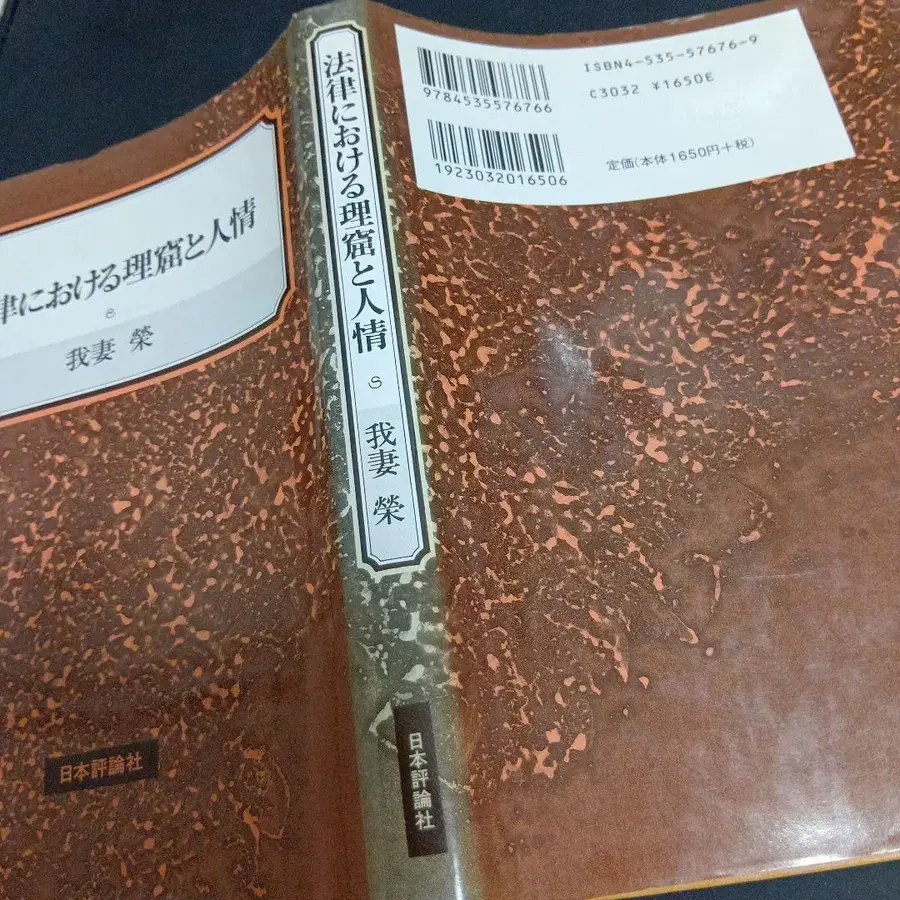 律における理窟と人情
我妻 榮
日本評論社
法律における理窟と人情
我妻 榮
日本評論社
9784535576766
1923032016506
ISBN4-535-57676-9
C3032 ¥1650E
定価(本体1650円+税)